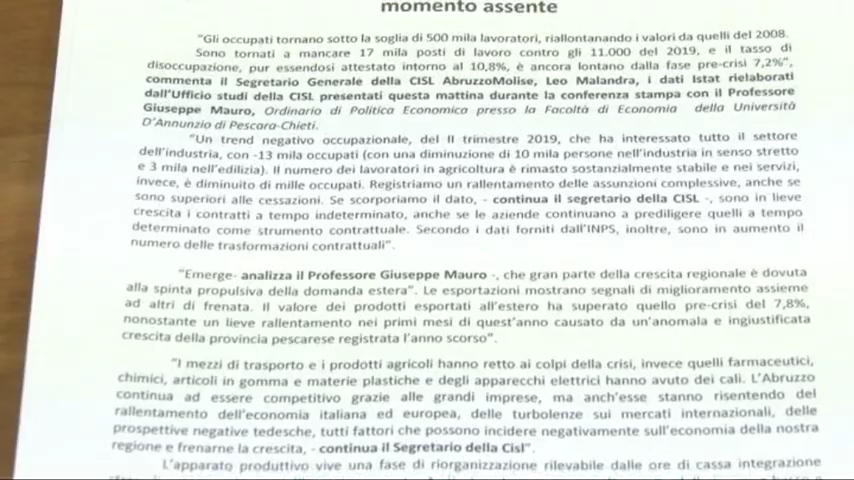 momento assente
"Gli occupati tornano sotto la soglia di 500 mila lavoratori, riallontanando i valori da quelli del 2008.
Sono tornati a mancare 17 mila posti di lavoro contro gli 11.000 del 2019, e il tasso di
disoccupazione, pur essendosi attestato intorno al 10,8%, è ancora lontano dalla fase pre-crisi 7,2%",
commenta il Segretario Generale della CISL AbruzzoMolise, Leo Malandra, i dati Istat rielaborati
dall'Ufficio studi della CISL presentati questa mattina durante la conferenza stampa con il Professore
Giuseppe Mauro, Ordinario di Politica Economica presso la Facoltà di Economia della Università
D'Annunzio di Pescara-Chieti.
"Un trend negativo occupazionale, del II trimestre 2019, che ha interessato tutto il settore
dell'industria, con -13 mila occupati (con una diminuzione di 10 mila persone nell'industria in senso stretto
e 3 mila nell'edilizia). Il numero dei lavoratori in agricoltura è rimasto sostanzialmente stabile e nei servizi,
invece, è diminuito di mille occupati. Registriamo un rallentamento delle assunzioni complessive, anche se
sono superiori alle cessazioni. Se scorporiamo il dato, - continua il segretario della CISL -, sono in lieve
crescita i contratti a tempo indeterminato, anche se le aziende continuano a prediligere quelli a tempo
determinato come strumento contrattuale. Secondo i dati forniti dall'INPS, inoltre, sono in aumento il
numero delle trasformazioni contrattuali".
"Emerge- analizza il Professore Giuseppe Mauro -, che gran parte della crescita regionale è dovuta
alla spinta propulsiva della domanda estera". Le esportazioni mostrano segnali di miglioramento assieme
ad altri di frenata. Il valore dei prodotti esportati all'estero ha superato quello pre-crisi del 7,8%,
nonostante un lieve rallentamento nei primi mesi di quest'anno causato da un'anomala e ingiustificata
crescita della provincia pescarese registrata l'anno scorso".
"I mezzi di trasporto e i prodotti agricoli hanno retto ai colpi della crisi, invece quelli farmaceutici,
chimici, articoli in gomma e materie plastiche e degli apparecchi elettrici hanno avuto dei cali. L'Abruzzo
continua ad essere competitivo grazie alle grandi imprese, ma anch'esse stanno risentendo del
rallentamento dell'economia italiana ed europea, delle turbolenze sui mercati internazionali, delle
prospettive negative tedesche, tutti fattori che possono incidere negativamente sull'economia della nostra
regione e frenarne la crescita, - continua il Segretario della Cisl".
L'apparato produttivo vive una fase di riorganizzazione rilevabile dalle ore di cassa integrazione